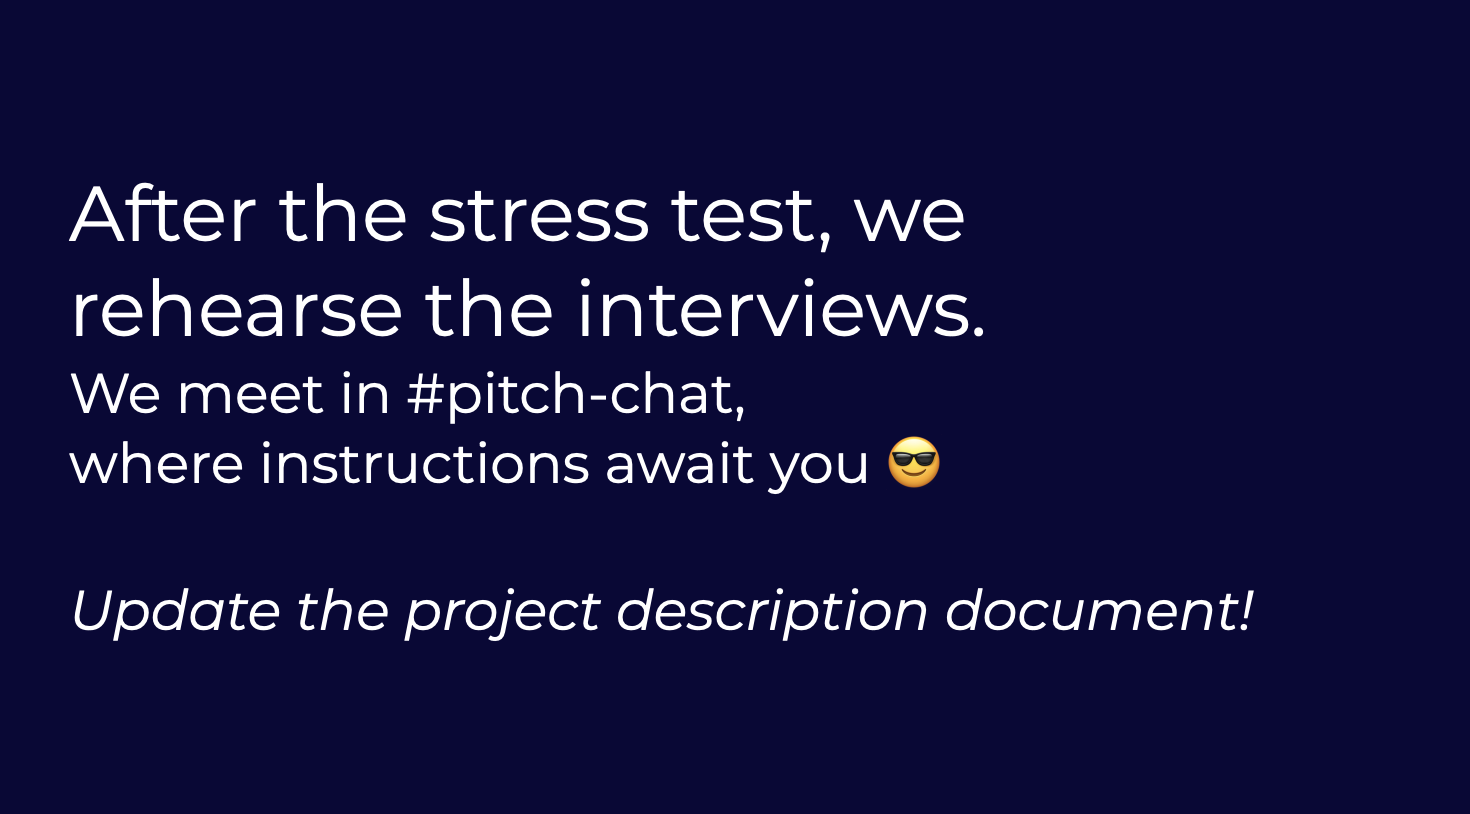 After the stress test, we
rehearse the interviews.
We meet in #pitch-chat,
where instructions await you 😎
Update the project description document!